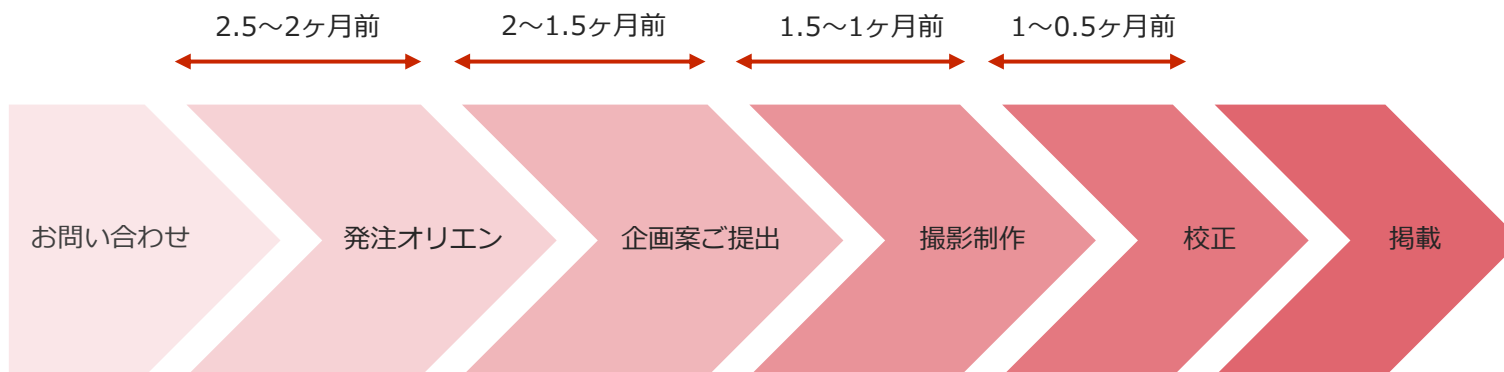 2.5～2ヶ月前
2～1.5ヶ月前
1.5～1ヶ月前
1～0.5ヶ月前
お問い合わせ
発注オリエン
企画案ご提出
撮影制作
校正
掲載